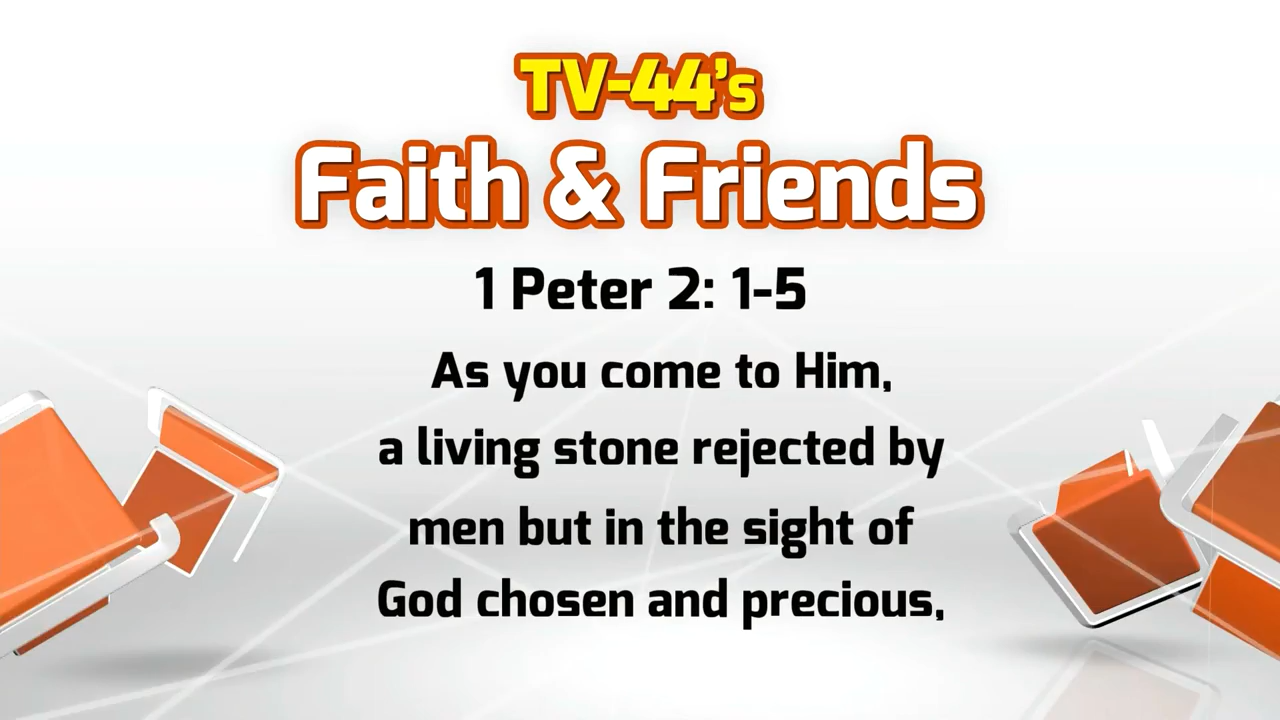 TV-44's
Faith & Friends
1 Peter 2: 1-5
As you come to Him,
a living stone rejected by
men but in the sight of
God chosen and precious,